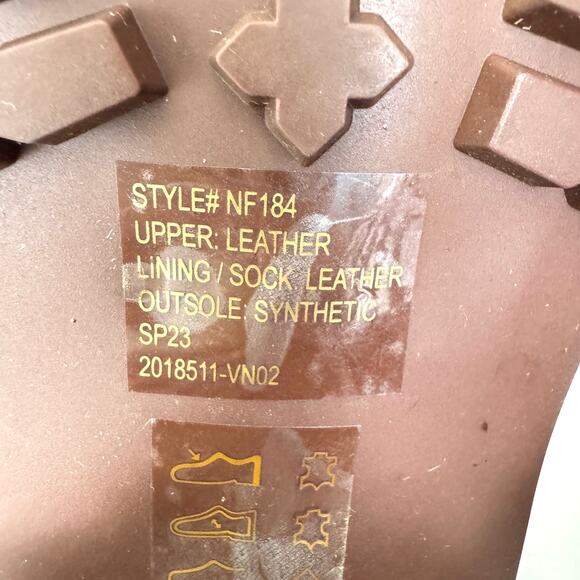 STYLE# NF184
UPPER: LEATHER
LiNING / SOCK LEATHER
OUTSOLE: SYNTHETIC
SP23
2018511-VN02